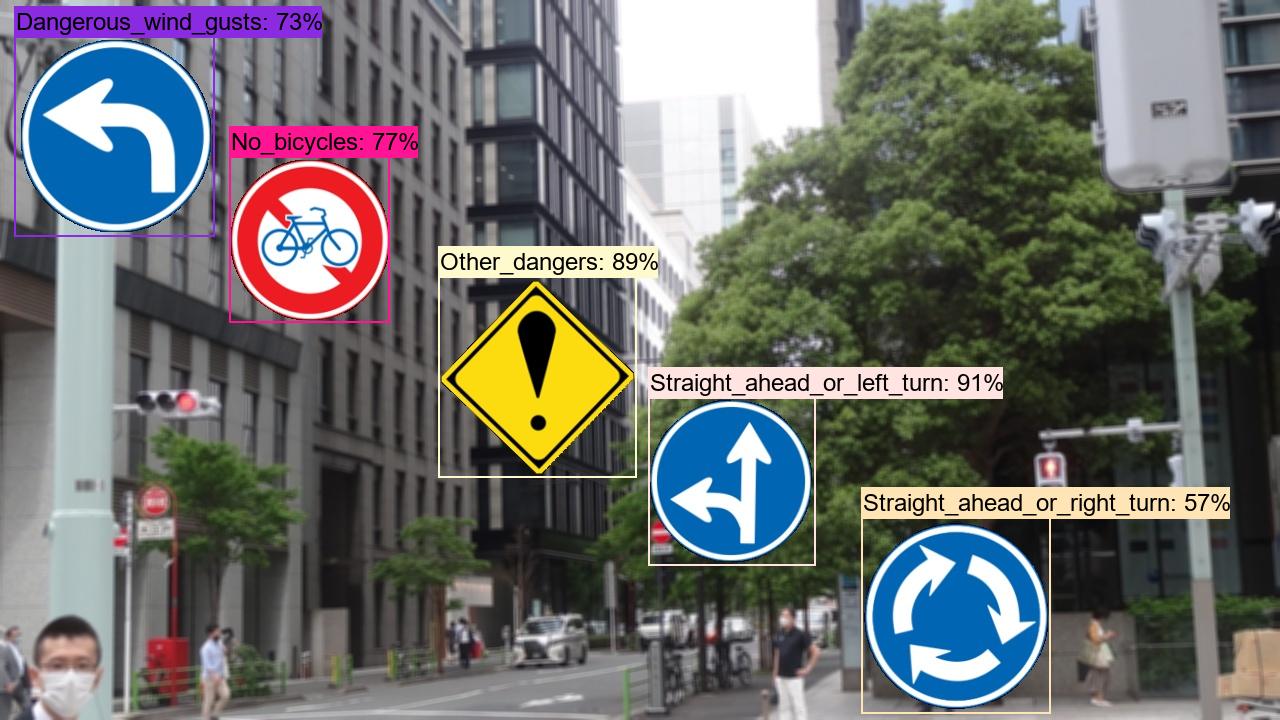 Dangerous_wind_gusts: 73%
No_bicycles: 77%
Other_dangers: 89%
Straight_ahead_or_left_turn: 91%
Straight_ahead_or_right_turn: 57%